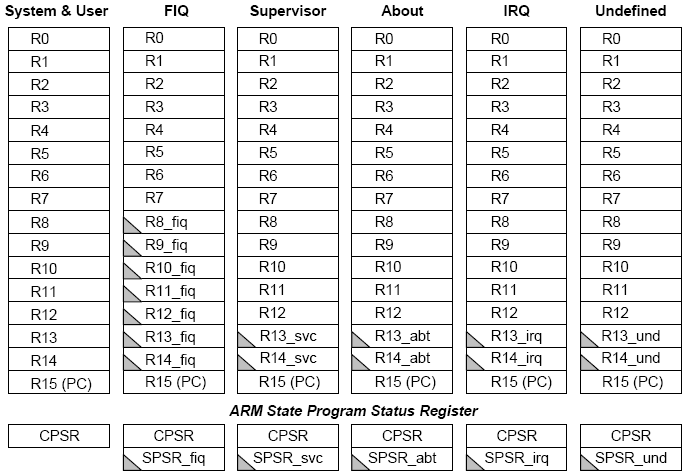 System & User FIQ Supervisor About IRQ Undefined
R0 R0 R0 R0 R0 R0
R1 R1 R1 R1 R1 R1
R2 R2 R2 R2 R2 R2
R3 R3 R3 R3 R3 R3
R4 R4 R4 R4 R4 R4
R5 R5 R5 R5 R5 R5
R6 R6 R6 R6 R6 R6
R7 R7 R7 R7 R7 R7
R8 R8_fiq R8 R8 R8 R8
R9 R9_fiq R9 R9 R9 R9
R10 R10_fiq R10 R10 R10 R10
R11 R11_fiq R11 R11 R11 R11
R12 R12_fiq R12 R12 R12 R12
R13 R13_fiq R13_svc R13_abt R13_irq R13_und
R14 R14_fiq R14_svc R14_abt R14_irq R14_und
R15 (PC) R15 (PC) R15 (PC) R15 (PC) R15 (PC) R15 (PC)
ARM State Program Status Register
CPSR CPSR CPSR CPSR CPSR CPSR
SPSR_fiq SPSR_svc SPSR_abt SPSR_irq SPSR_und